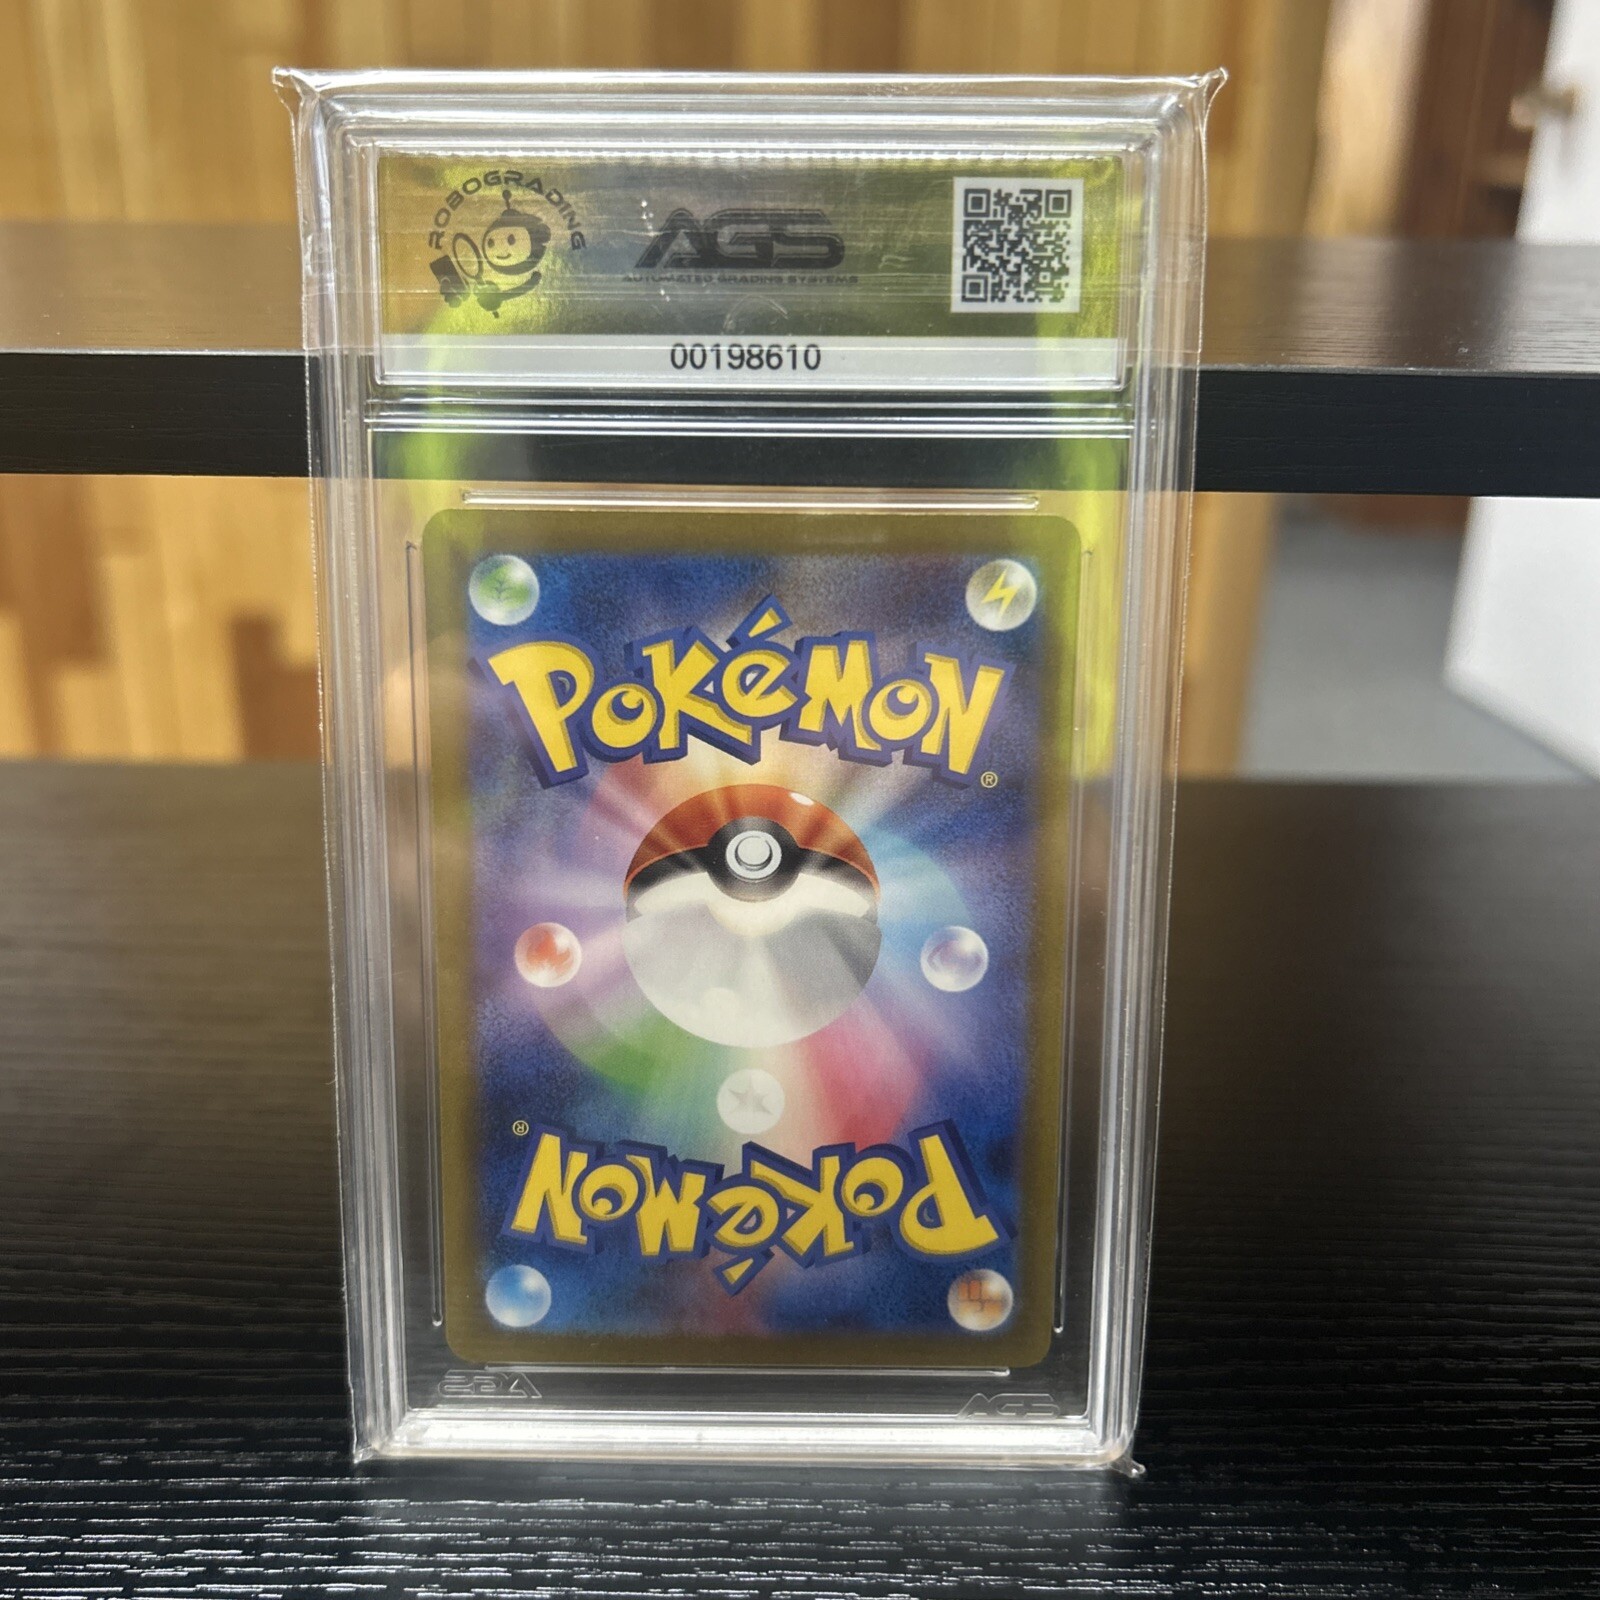 ROBOGRADING
AGS
AUTOMATED GRADING SYSTEMS
00198610
POKéMON
®
®
POKéMON
AGS
AGS